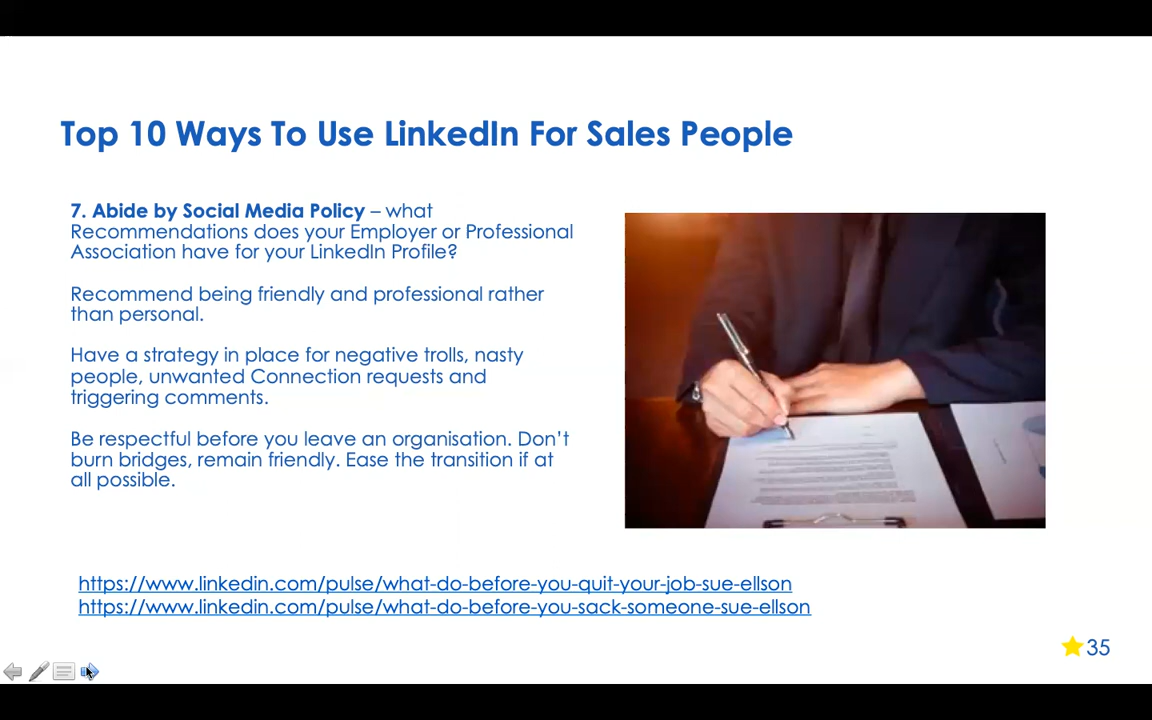 Top 10 Ways To Use LinkedIn For Sales People
7. Abide by Social Media Policy – what
Recommendations does your Employer or Professional
Association have for your LinkedIn Profile?
Recommend being friendly and professional rather
than personal.
Have a strategy in place for negative trolls, nasty
people, unwanted Connection requests and
triggering comments.
Be respectful before you leave an organisation. Don't
burn bridges, remain friendly. Ease the transition if at
all possible.
https://www.linkedin.com/pulse/what-do-before-you-quit-your-job-sue-ellson
https://www.linkedin.com/pulse/what-do-before-you-sack-someone-sue-ellson
35